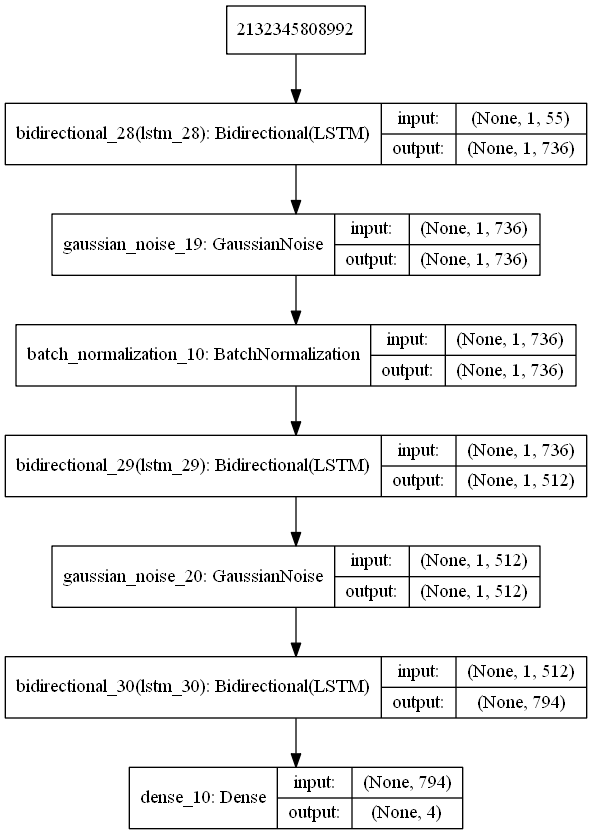 2132345808992
bidirectional_28(lstm_28): Bidirectional(LSTM)
input: (None, 1, 55)
output: (None, 1, 736)
gaussian_noise_19: GaussianNoise
input: (None, 1, 736)
output: (None, 1, 736)
batch_normalization_10: BatchNormalization
input: (None, 1, 736)
output: (None, 1, 736)
bidirectional_29(lstm_29): Bidirectional(LSTM)
input: (None, 1, 736)
output: (None, 1, 512)
gaussian_noise_20: GaussianNoise
input: (None, 1, 512)
output: (None, 1, 512)
bidirectional_30(lstm_30): Bidirectional(LSTM)
input: (None, 1, 512)
output: (None, 794)
dense_10: Dense
input: (None, 794)
output: (None, 4)